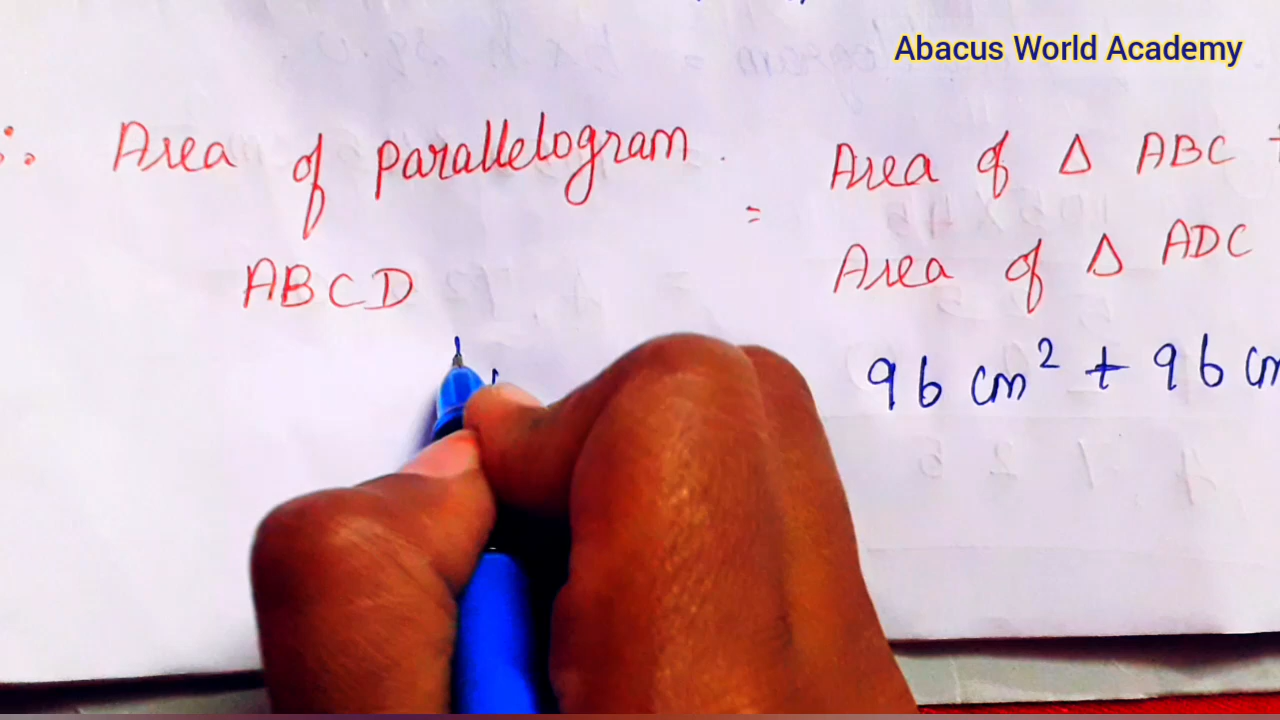 Abacus World Academy
∴ Area of parallelogram = Area of Δ ABC +
ABCD Area of Δ ADC
96 cm² + 96 cm